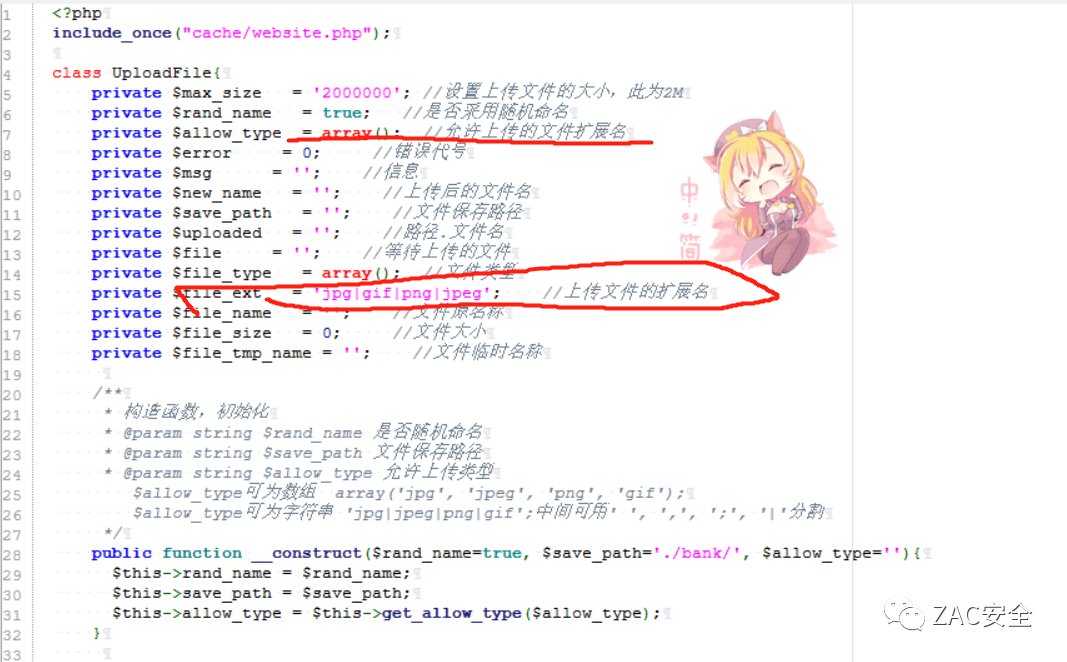 1 <?php
2 include_once("cache/website.php");
3
4 class UploadFile{
5 private $max_size = '2000000'; //设置上传文件的大小，此为2M
6 private $rand_name = true; //是否采用随机命名
7 private $allow_type = array(); //允许上传的文件扩展名
8 private $error = 0; //错误代号
9 private $msg = ''; //信息
10 private $new_name = ''; //上传后的文件名
11 private $save_path = ''; //文件保存路径
12 private $uploaded = ''; //路径.文件名
13 private $file = ''; //等待上传的文件
14 private $file_type = array(); //文件类型
15 private $file_ext = 'jpg|gif|png|jpeg'; //上传文件的扩展名
16 private $file_name = ''; //文件原名称
17 private $file_size = 0; //文件大小
18 private $file_tmp_name = ''; //文件临时名称
19
20 /**
21 * 构造函数，初始化
22 * @param string $rand_name 是否随机命名
23 * @param string $save_path 文件保存路径
24 * @param string $allow_type 允许上传类型
25 $allow_type可为数组 array('jpg', 'jpeg', 'png', 'gif');
26 $allow_type可为字符串 'jpg|jpeg|png|gif';中间可用' ', ',', ';', '|'分割
27 */
28 public function __construct($rand_name=true, $save_path='./bank/', $allow_type=''){
29 $this->rand_name = $rand_name;
30 $this->save_path = $save_path;
31 $this->allow_type = $this->get_allow_type($allow_type);
32 }
33
中
简
ZAC安全